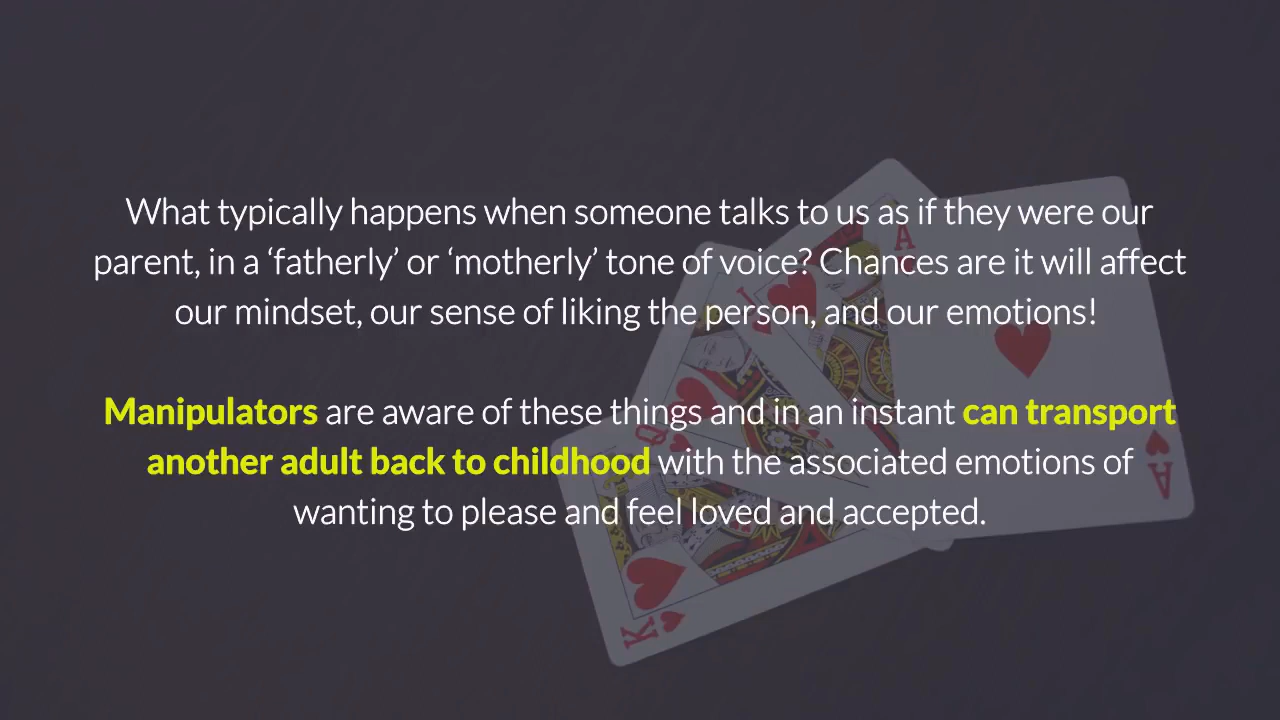 What typically happens when someone talks to us as if they were our
parent, in a ‘fatherly’ or ‘motherly’ tone of voice? Chances are it will affect
our mindset, our sense of liking the person, and our emotions!
Manipulators are aware of these things and in an instant can transport
another adult back to childhood with the associated emotions of
wanting to please and feel loved and accepted.
A
J
Q
K
A